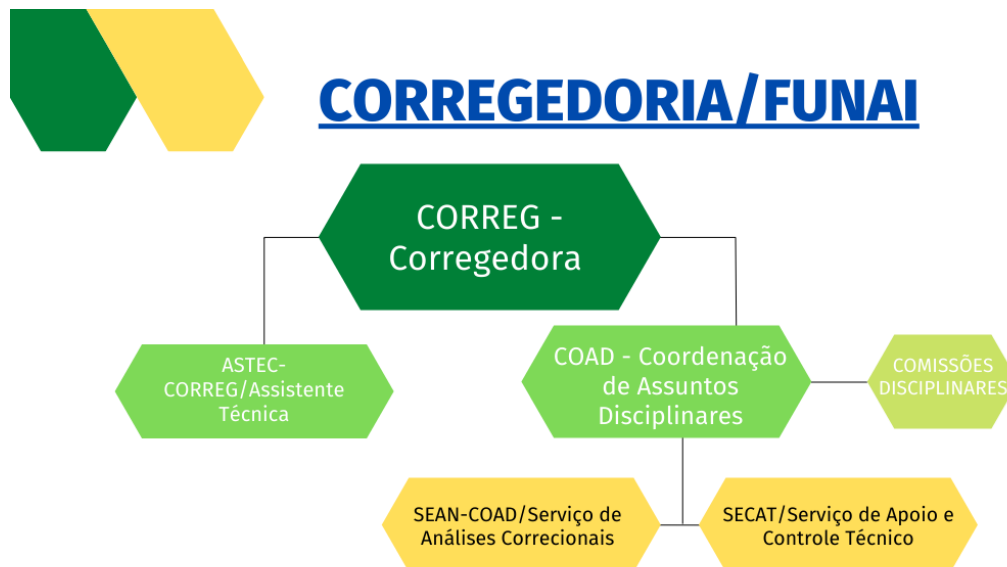 CORREGEDORIA/FUNAI
CORREG -
Corregedora
ASTEC-
CORREG/Assistente
Técnica
COAD - Coordenação
de Assuntos
Disciplinares
COMISSÕES
DISCIPLINARES
SEAN-COAD/Serviço de
Análises Correcionais
SECAT/Serviço de Apoio e
Controle Técnico